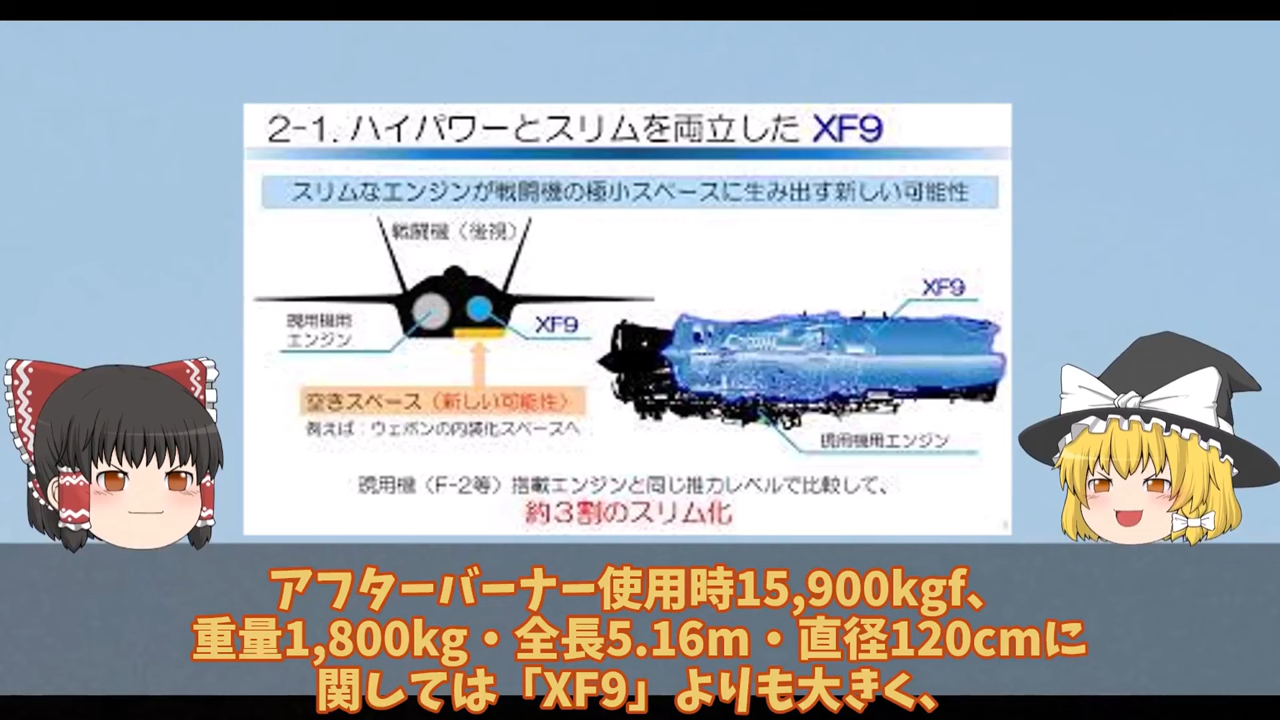 2-1. ハイパワーとスリムを両立した XF9
スリムなエンジンが戦闘機の極小スペースに生み出す新しい可能性
戦闘機（後視）
XF9
現用機用
エンジン
XF9
空きスペース（新しい可能性）
例えば：ウェポンの内装化スペースへ
現用機用エンジン
現用機（F-2等）搭載エンジンと同じ推力レベルで比較して、
約3割のスリム化
アフターバーナー使用時15,900kgf、
重量1,800kg・全長5.16m・直径120cmに
関しては「XF9」よりも大きく、